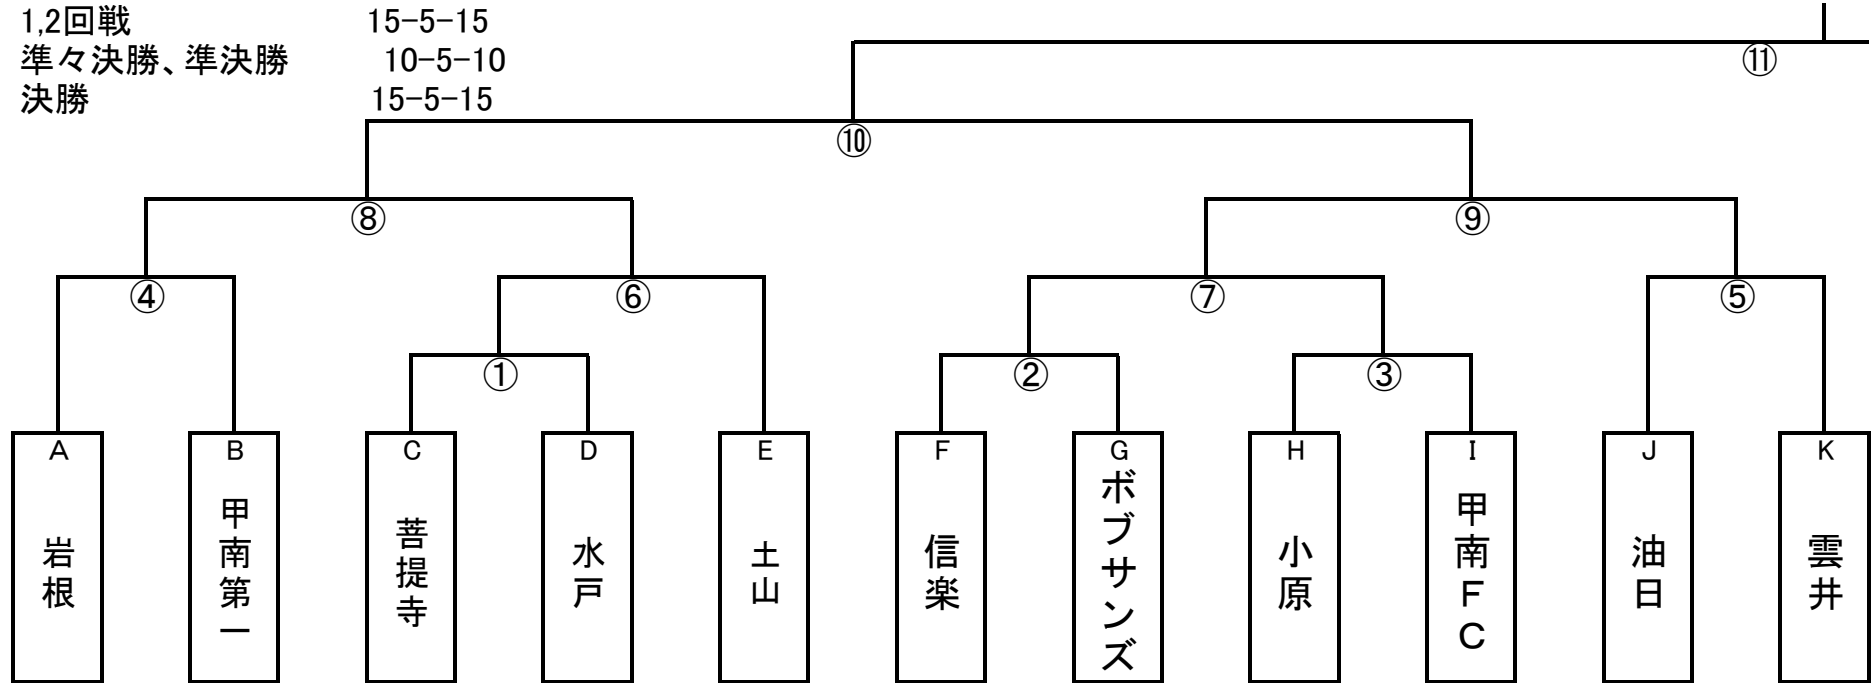 1,2回戦 15-5-15
準々決勝、準決勝 10-5-10
決勝 15-5-15
⑪
⑩
⑧ ⑨
④ ⑥ ⑦ ⑤
① ② ③
A B C D E F G H I J K
岩根
甲南第一
菩提寺
水戸
土山
信楽
ボブサンズ
小原
甲南FC
油日
雲井